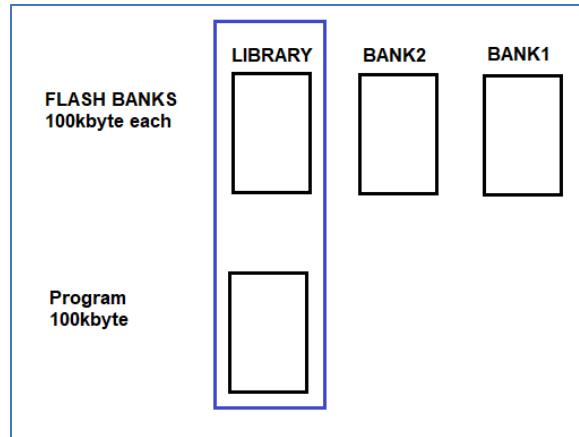 LIBRARY BANK2 BANK1
FLASH BANKS
100kbyte each
Program
100kbyte